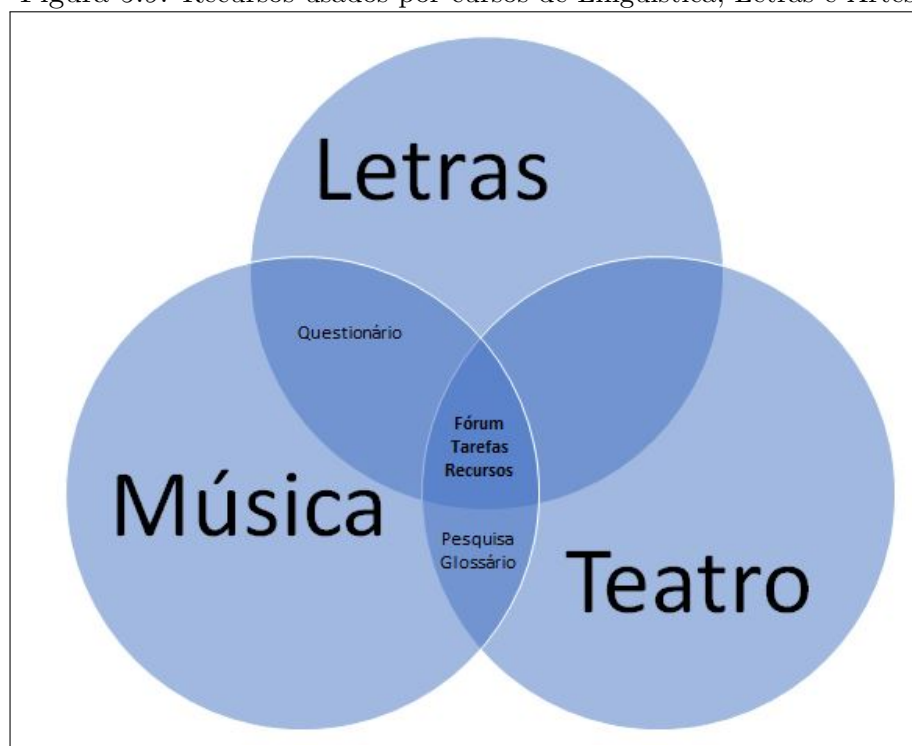 Figura Recursos usados por cursos de Linguística, Letras e Artes
Letras
Questionário
Fórum
Tarefas
Recursos
Música
Pesquisa
Glossário
Teatro